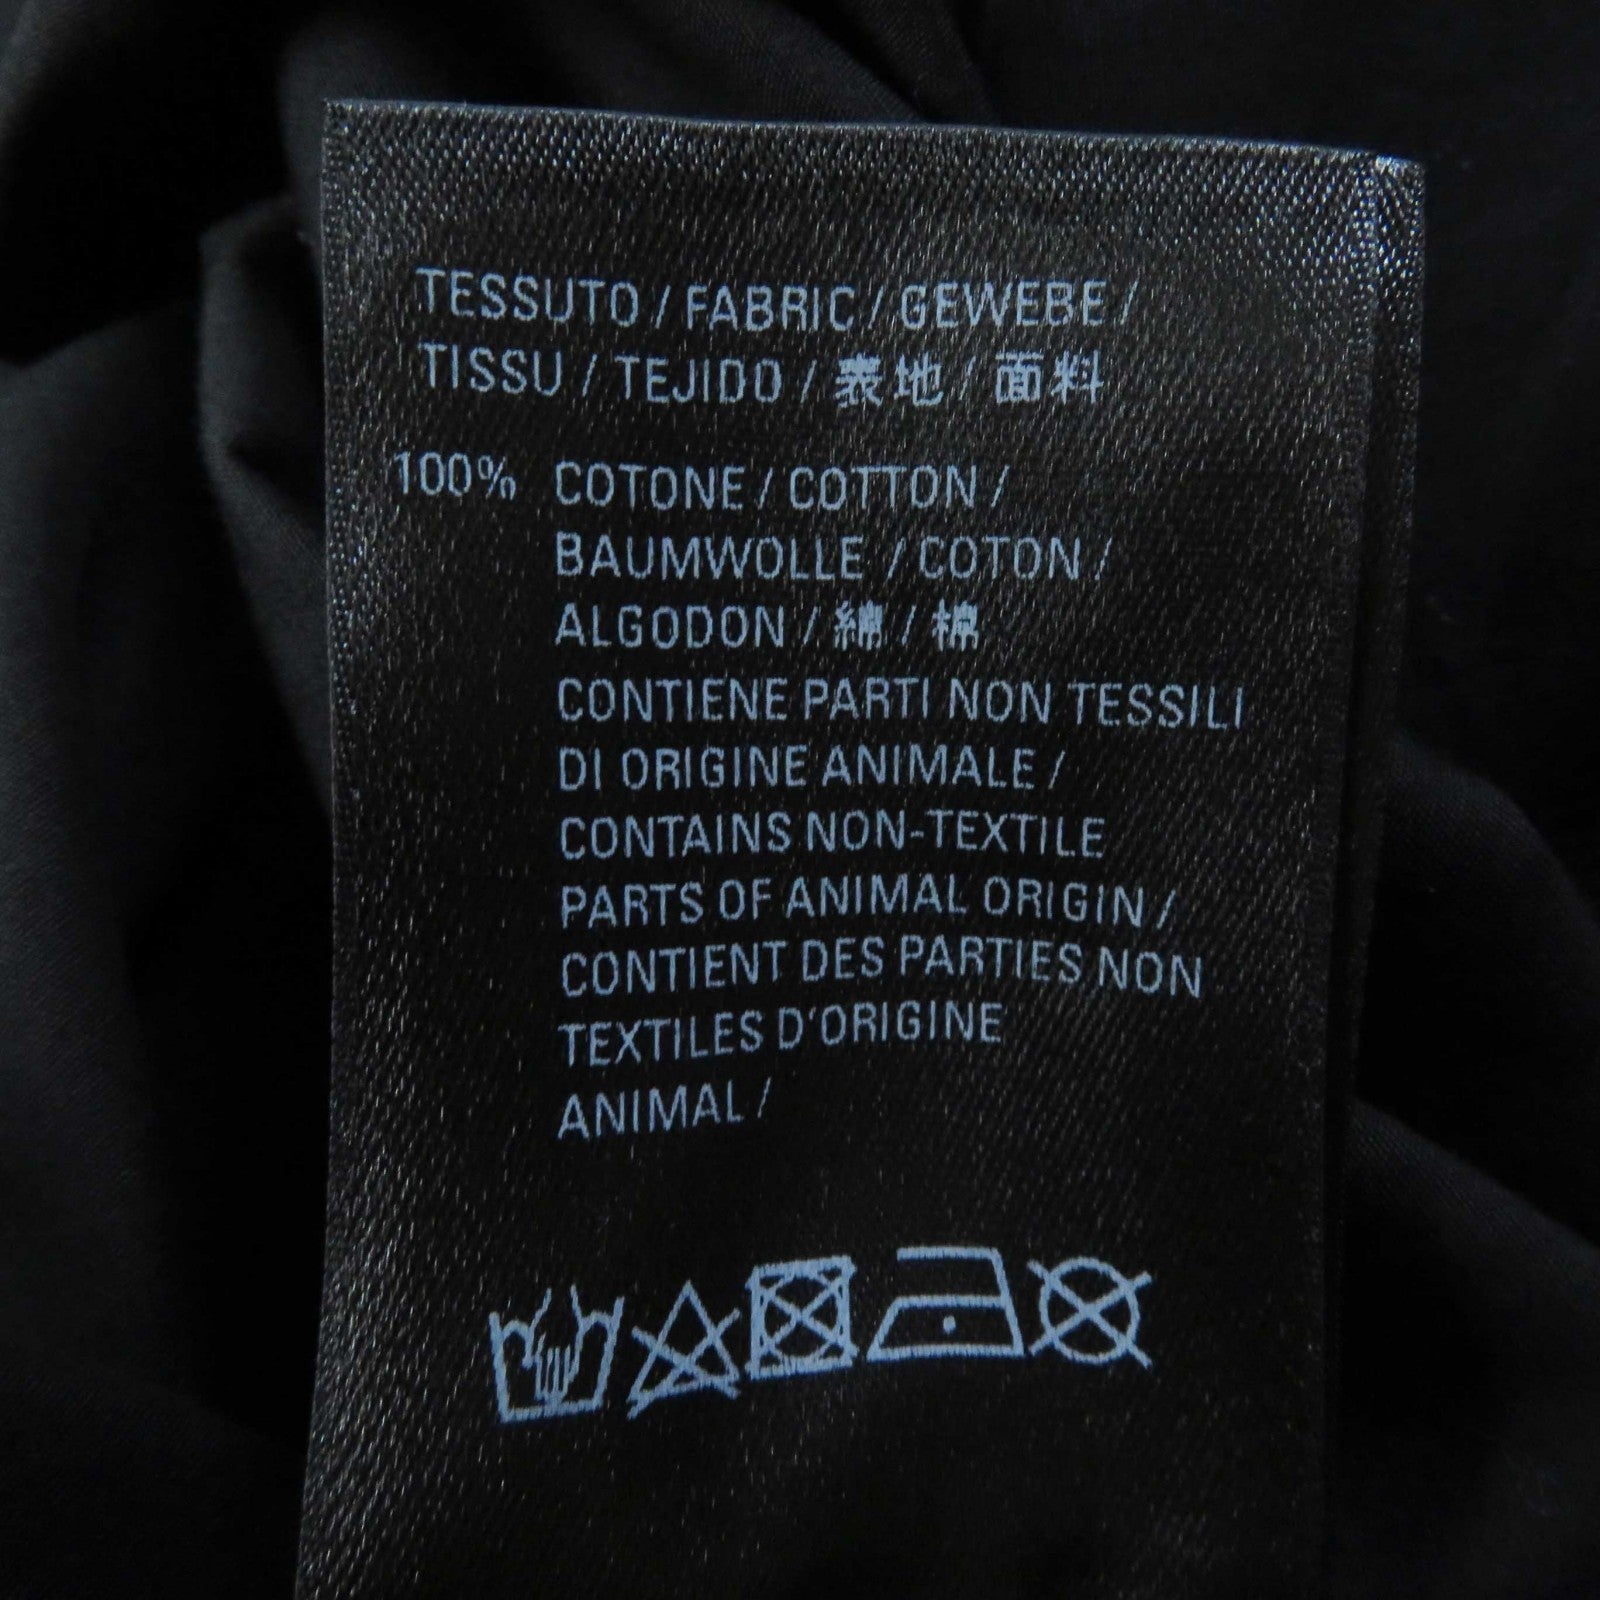 TESSUTO / FABRIC / GEWEBE /
TISSU / TEJIDO / 表地 / 面料
100% COTONE / COTTON /
BAUMWOLLE / COTON /
ALGODON / 綿 / 棉
CONTIENE PARTI NON TESSILI
DI ORIGINE ANIMALE /
CONTAINS NON-TEXTILE
PARTS OF ANIMAL ORIGIN /
CONTIENT DES PARTIES NON
TEXTILES D'ORIGINE
ANIMAL /